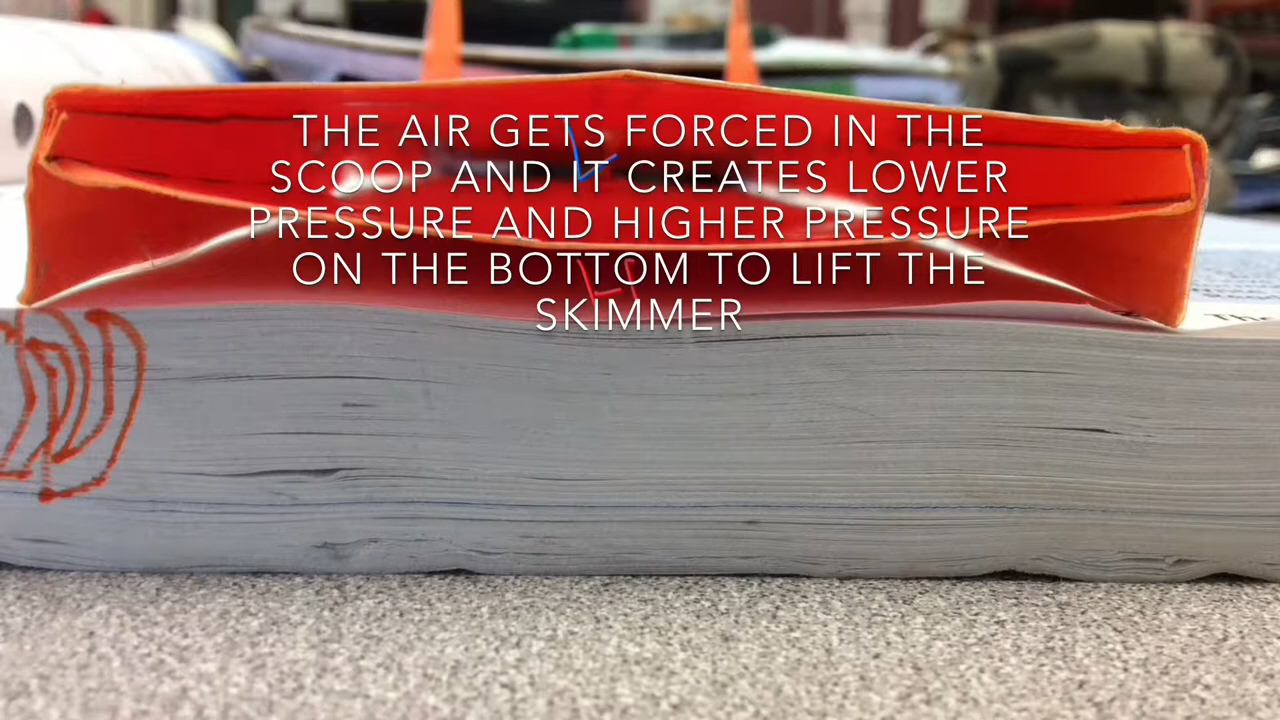 THE AIR GETS FORCED IN THE
SCOOP AND IT CREATES LOWER
PRESSURE AND HIGHER PRESSURE
ON THE BOTTOM TO LIFT THE
SKIMMER
L
H